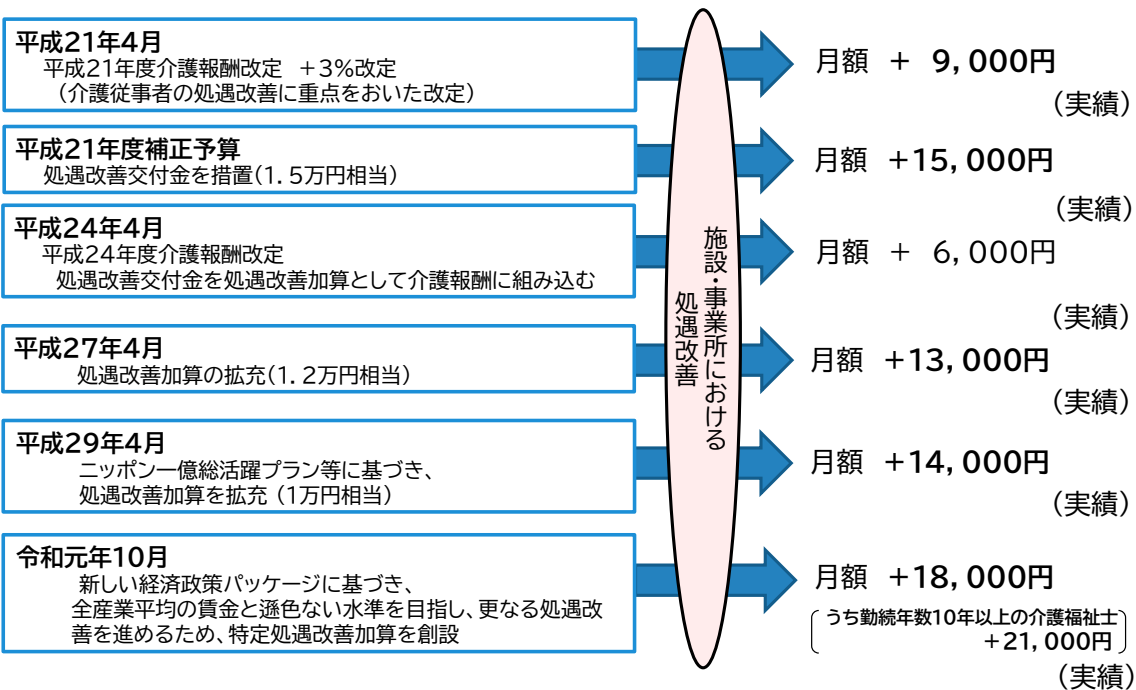 平成21年4月
平成21年度介護報酬改定　+3%改定
（介護従事者の処遇改善に重点をおいた改定）
月額　+　9,000円
（実績）
平成21年度補正予算
処遇改善交付金を措置（1.5万円相当）
月額　+15,000円
（実績）
平成24年4月
平成24年度介護報酬改定
処遇改善交付金を処遇改善加算として介護報酬に組み込む
月額　+　6,000円
（実績）
平成27年4月
処遇改善加算の拡充（1.2万円相当）
月額　+13,000円
（実績）
平成29年4月
ニッポン一億総活躍プラン等に基づき、
処遇改善加算を拡充（1万円相当）
月額　+14,000円
（実績）
令和元年10月
新しい経済政策パッケージに基づき、
全産業平均の賃金と遜色ない水準を目指し、更なる処遇改
善を進めるため、特定処遇改善加算を創設
月額　+18,000円
うち勤続年数10年以上の介護福祉士
+21,000円
（実績）
施設・事業所における
処遇改善